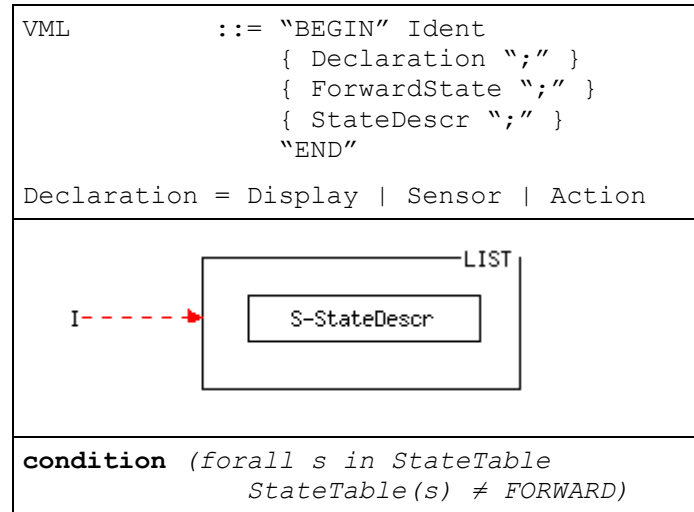 VML ::= “BEGIN” Ident
{ Declaration “;” }
{ ForwardState “;” }
{ StateDescr “;” }
“END”
Declaration = Display | Sensor | Action
LIST
I
S-StateDescr
condition (forall s in StateTable
StateTable(s) ≠ FORWARD)